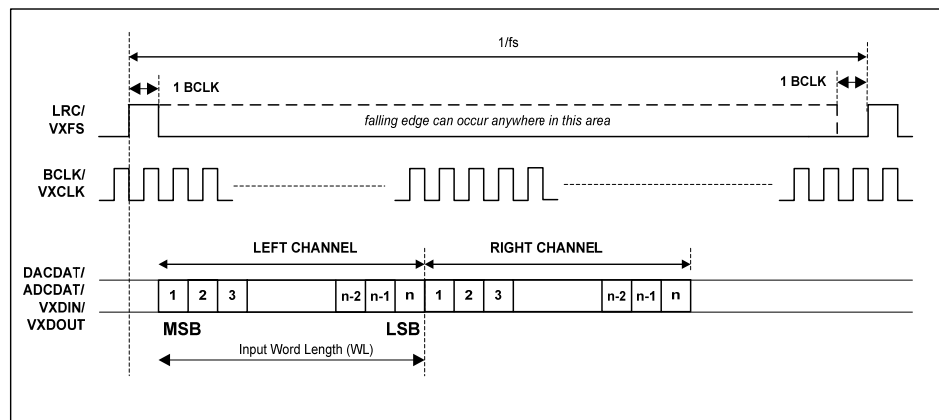 1/fs
1 BCLK
1 BCLK
LRC/
VXFS
falling edge can occur anywhere in this area
BCLK/
VXCLK
LEFT CHANNEL
RIGHT CHANNEL
DACDAT/
ADCDAT/
VXDIN/
VXDOUT
1 2 3 n-2 n-1 n 1 2 3 n-2 n-1 n
MSB LSB
Input Word Length (WL)